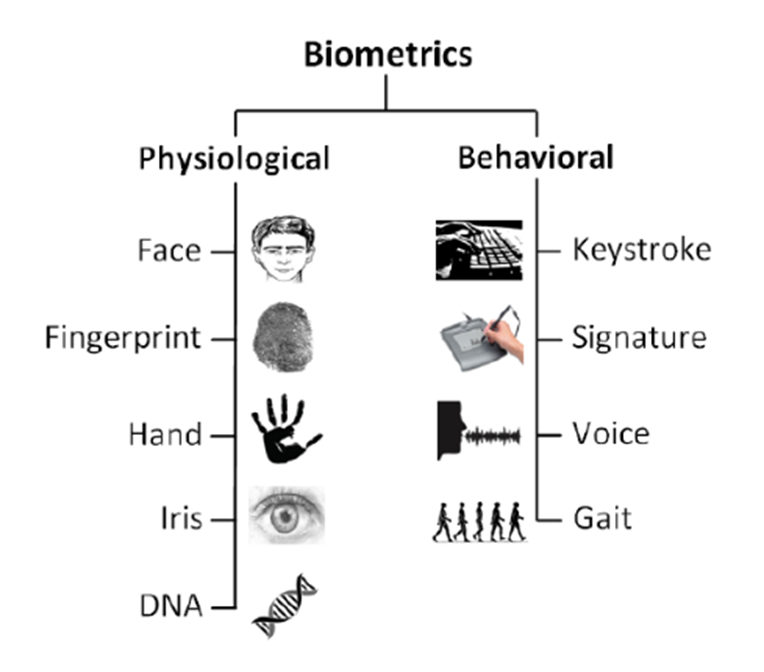 Biometrics
Physiological
Behavioral
Face
Keystroke
Fingerprint
Signature
Hand
Voice
Iris
Gait
DNA